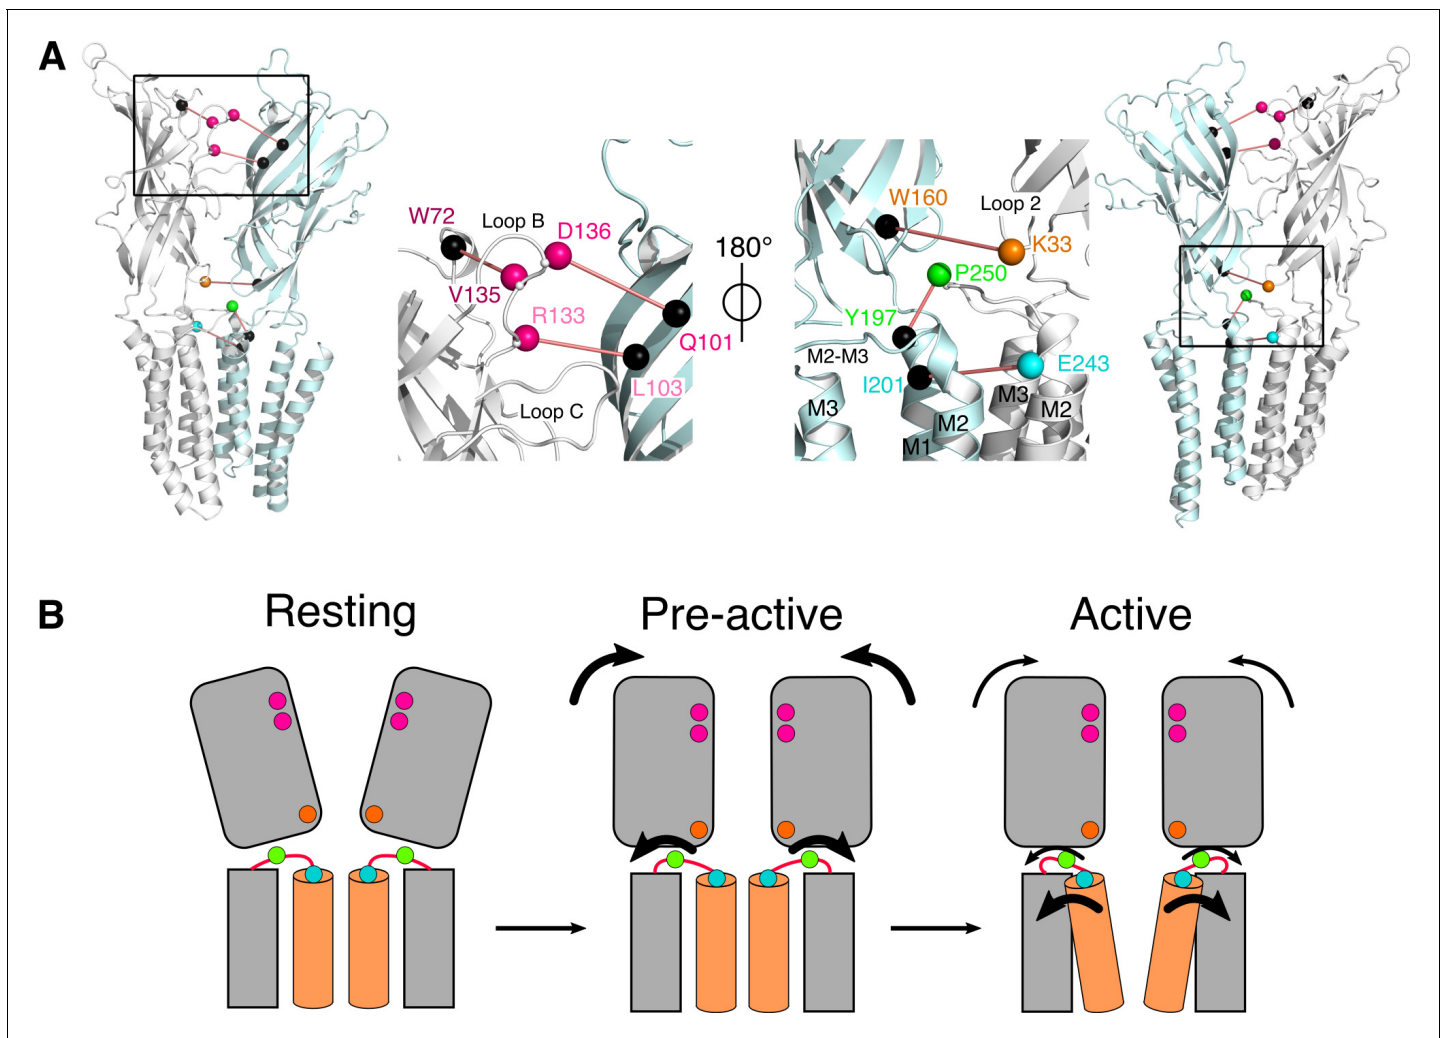 A
W72
Loop B
D136
V135
R133
Q101
L103
Loop C
180°
W160
Loop 2
K33
P250
Y197
M2-M3
I201
E243
M3
M3
M2
M2
M1
B
Resting
Pre-active
Active